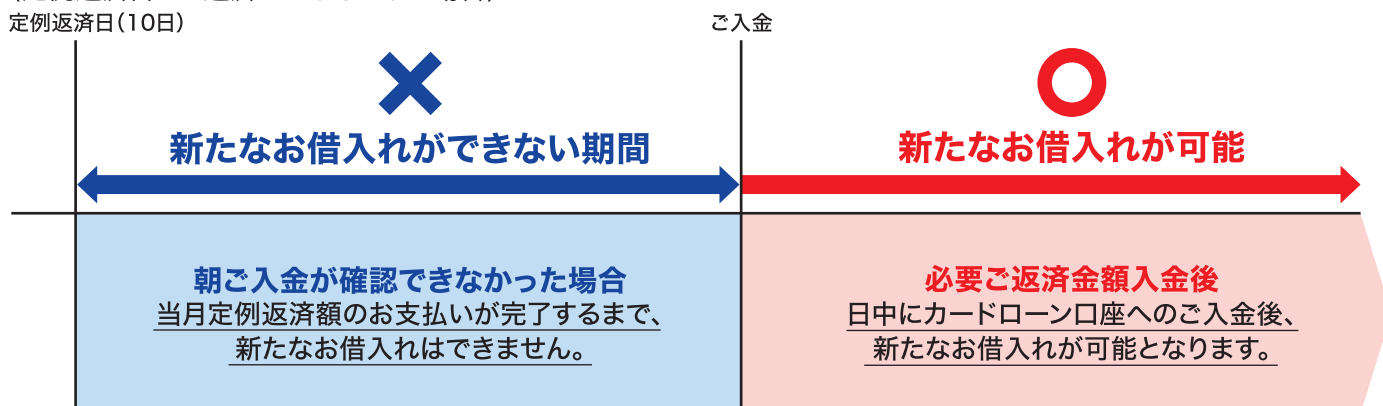 定例返済日(10日)
ご入金
新たなお借入れができない期間
新たなお借入れが可能
朝ご入金が確認できなかった場合
当月定例返済額のお支払いが完了するまで、
新たなお借入れはできません。
必要ご返済金額入金後
日中にカードローン口座へのご入金後、
新たなお借入れが可能となります。